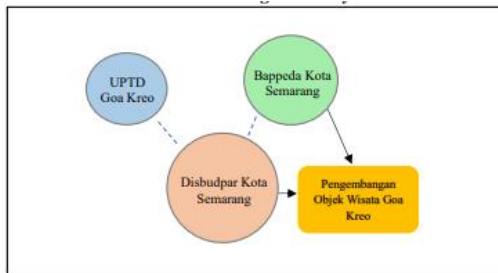 UPTD
Goa Kreo
Bappeda Kota
Semarang
Disbudpar Kota
Semarang
Pengembangan
Objek Wisata Goa
Kreo